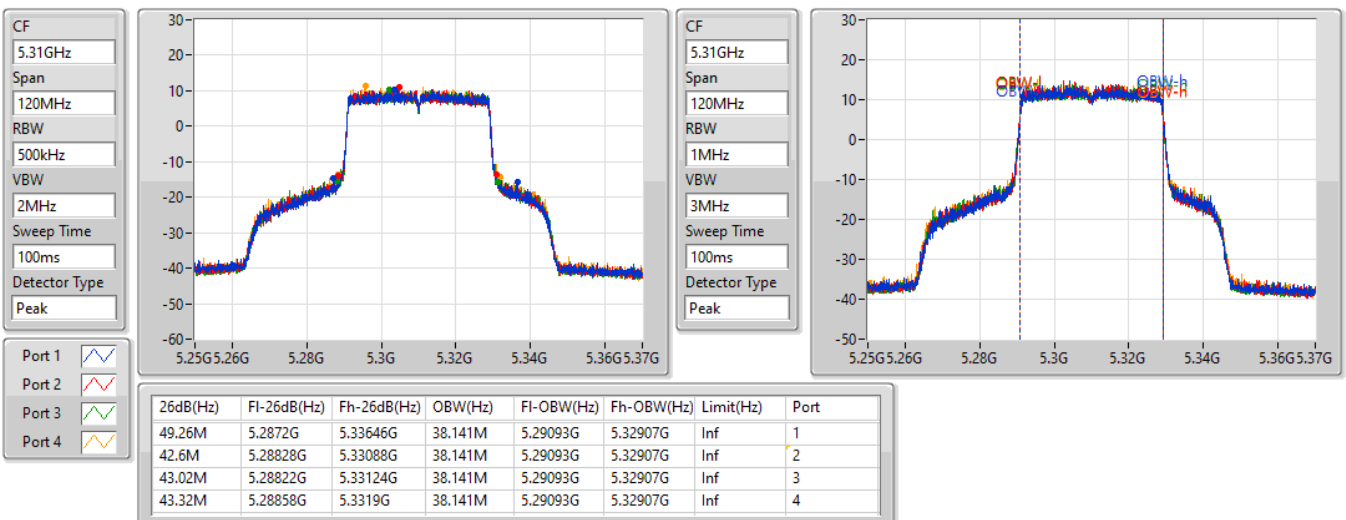 CF
5.31GHz
Span
120MHz
RBW
500kHz
VBW
2MHz
Sweep Time
100ms
Detector Type
Peak
30
20
10
0
-10
-20
-30
-40
-50
-60
5.25G 5.26G 5.28G 5.3G 5.32G 5.34G 5.36G 5.37G
CF
5.31GHz
Span
120MHz
RBW
1MHz
VBW
3MHz
Sweep Time
100ms
Detector Type
Peak
30
20
10
0
-10
-20
-30
-40
-50
OBW-l OBW-h
5.25G 5.26G 5.28G 5.3G 5.32G 5.34G 5.36G 5.37G
Port 1
Port 2
Port 3
Port 4
26dB(Hz) Fl-26dB(Hz) Fh-26dB(Hz) OBW(Hz) Fl-OBW(Hz) Fh-OBW(Hz) Limit(Hz) Port
49.26M 5.2872G 5.33646G 38.141M 5.29093G 5.32907G Inf 1
42.6M 5.28828G 5.33088G 38.141M 5.29093G 5.32907G Inf 2
43.02M 5.28822G 5.33124G 38.141M 5.29093G 5.32907G Inf 3
43.32M 5.28858G 5.3319G 38.141M 5.29093G 5.32907G Inf 4